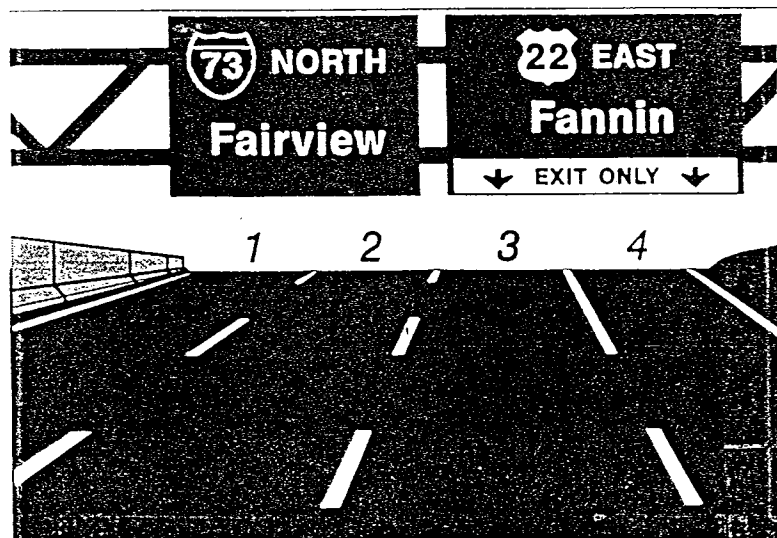 73 NORTH
Fairview
22 EAST
Fannin
EXIT ONLY
1 2 3 4